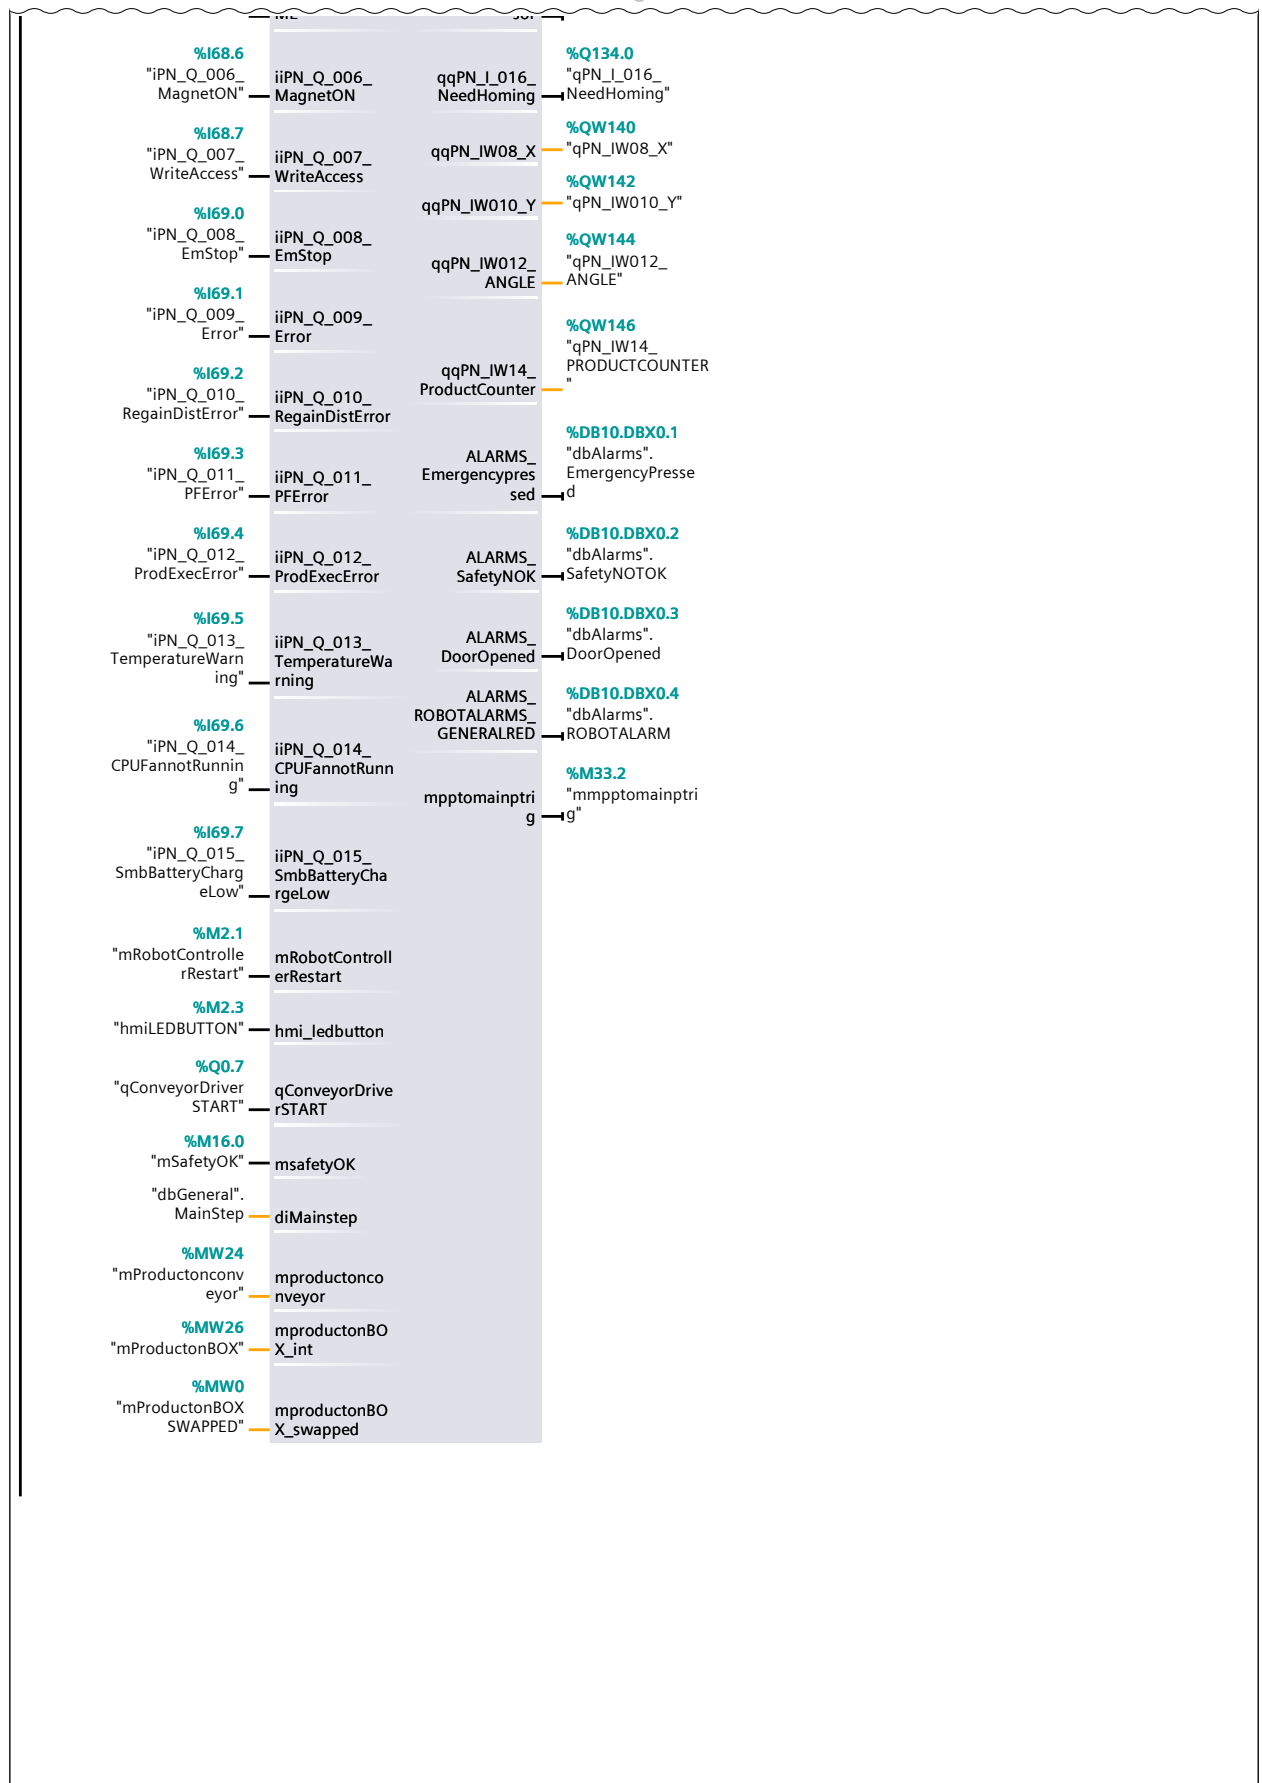 %I68.6
"iPN_Q_006_
MagnetON"
iiPN_Q_006_
MagnetON
%I68.7
"iPN_Q_007_
WriteAccess"
iiPN_Q_007_
WriteAccess
%I69.0
"iPN_Q_008_
EmStop"
iiPN_Q_008_
EmStop
%I69.1
"iPN_Q_009_
Error"
iiPN_Q_009_
Error
%I69.2
"iPN_Q_010_
RegainDistError"
iiPN_Q_010_
RegainDistError
%I69.3
"iPN_Q_011_
PFError"
iiPN_Q_011_
PFError
%I69.4
"iPN_Q_012_
ProdExecError"
iiPN_Q_012_
ProdExecError
%I69.5
"iPN_Q_013_
TemperatureWarn
ing"
iiPN_Q_013_
TemperatureWa
rning
%I69.6
"iPN_Q_014_
CPUFannotRunnin
g"
iiPN_Q_014_
CPUFannotRunn
ing
%I69.7
"iPN_Q_015_
SmbBatteryCharg
eLow"
iiPN_Q_015_
SmbBatteryCha
rgeLow
%M2.1
"mRobotControlle
rRestart"
mRobotControll
erRestart
%M2.3
"hmiLEDBUTTON"
hmi_ledbutton
%Q0.7
"qConveyorDriver
START"
qConveyorDrive
rSTART
%M16.0
"mSafetyOK"
msafetyOK
"dbGeneral".
MainStep
diMainstep
%MW24
"mProductonconv
eyor"
mproductonco
nveyor
%MW26
"mProductonBOX"
mproductonBO
X_int
%MW0
"mProductonBOX
SWAPPED"
mproductonBO
X_swapped
qqPN_I_016_
NeedHoming
%Q134.0
"qPN_I_016_
NeedHoming"
qqPN_IW08_X
%QW140
"qPN_IW08_X"
qqPN_IW010_Y
%QW142
"qPN_IW010_Y"
qqPN_IW012_
ANGLE
%QW144
"qPN_IW012_
ANGLE"
qqPN_IW14_
ProductCounter
%QW146
"qPN_IW14_
PRODUCTCOUNTER
"
ALARMS_
Emergencypres
sed
%DB10.DBX0.1
"dbAlarms".
EmergencyPresse
d
ALARMS_
SafetyNOK
%DB10.DBX0.2
"dbAlarms".
SafetyNOTOK
ALARMS_
DoorOpened
%DB10.DBX0.3
"dbAlarms".
DoorOpened
ALARMS_
ROBOTALARMS_
GENERALRED
%DB10.DBX0.4
"dbAlarms".
ROBOTALARM
mpptomainptri
g
%M33.2
"mmpptomainptri
g"